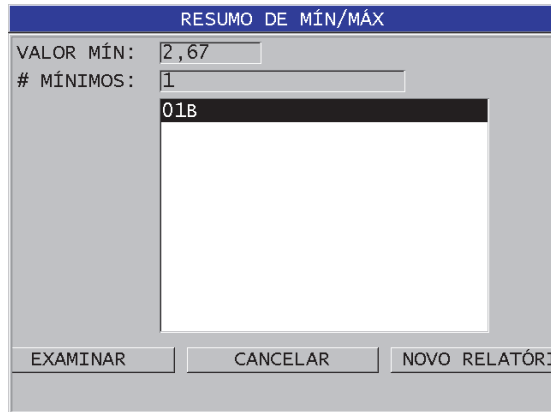 RESUMO DE MÍN/MÁX
VALOR MÍN: 2,67
# MÍNIMOS: 1
01B
EXAMINAR CANCELAR NOVO RELATÓRI